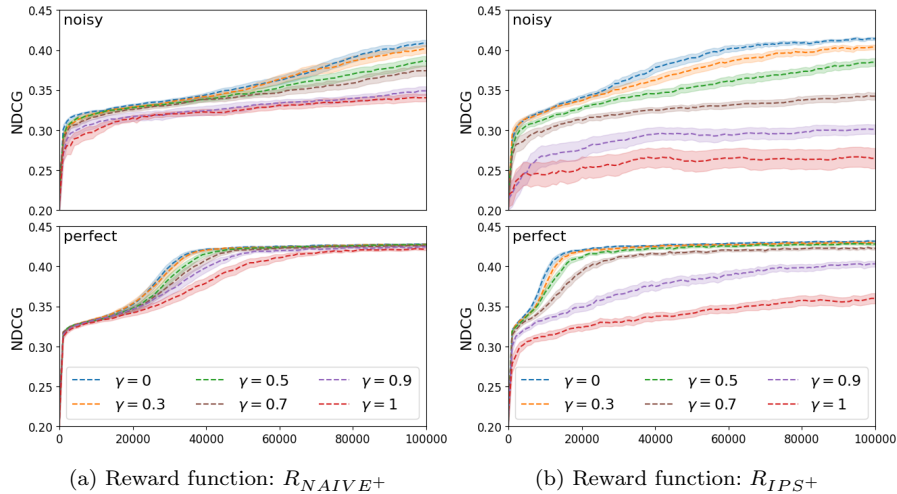 noisy
NDCG
0.45
0.40
0.35
0.30
0.25
0.20
noisy
NDCG
0.45
0.40
0.35
0.30
0.25
0.20
perfect
NDCG
0.45
0.40
0.35
0.30
0.25
0.20
γ = 0 γ = 0.5 γ = 0.9
γ = 0.3 γ = 0.7 γ = 1
0 20000 40000 60000 80000 100000
perfect
NDCG
0.45
0.40
0.35
0.30
0.25
0.20
γ = 0 γ = 0.5 γ = 0.9
γ = 0.3 γ = 0.7 γ = 1
0 20000 40000 60000 80000 100000
(a) Reward function: R_{NAIVE^+}
(b) Reward function: R_{IPS^+}